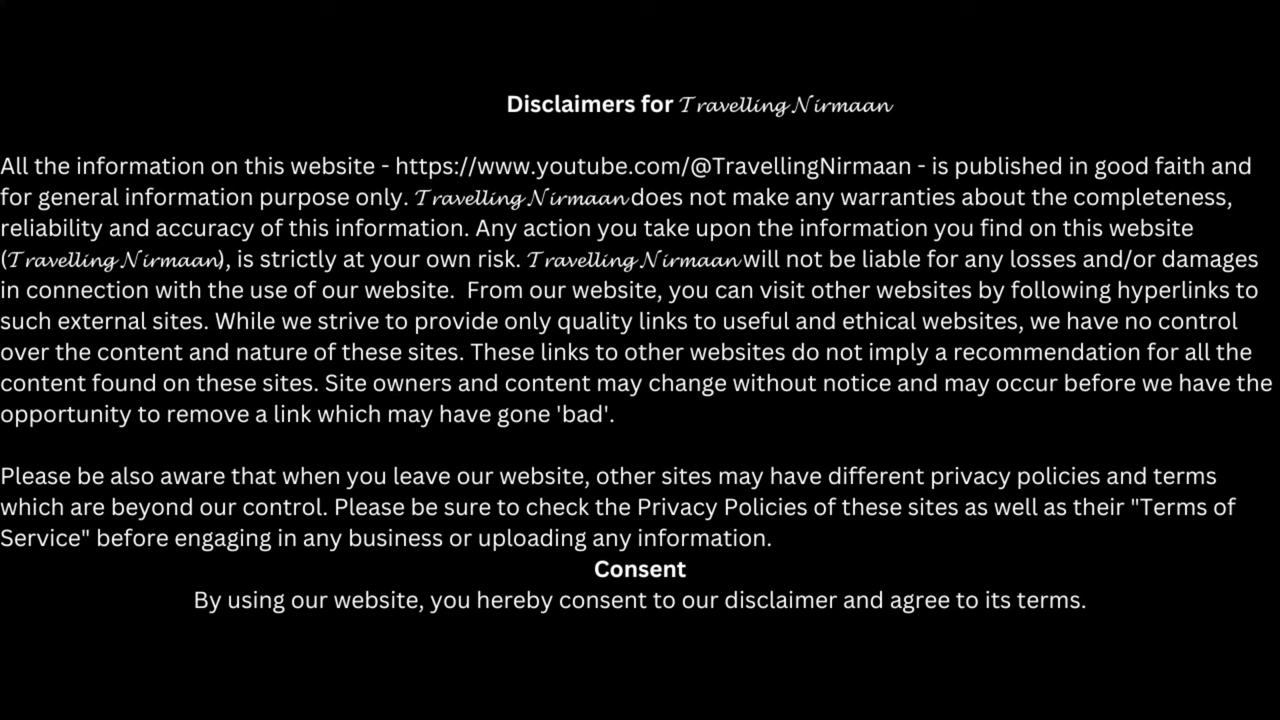 Disclaimers for Travelling Nirmaan
All the information on this website - https://www.youtube.com/@TravellingNirmaan - is published in good faith and
for general information purpose only. Travelling Nirmaan does not make any warranties about the completeness,
reliability and accuracy of this information. Any action you take upon the information you find on this website
(Travelling Nirmaan), is strictly at your own risk. Travelling Nirmaan will not be liable for any losses and/or damages
in connection with the use of our website.  From our website, you can visit other websites by following hyperlinks to
such external sites. While we strive to provide only quality links to useful and ethical websites, we have no control
over the content and nature of these sites. These links to other websites do not imply a recommendation for all the
content found on these sites. Site owners and content may change without notice and may occur before we have the
opportunity to remove a link which may have gone 'bad'.
Please be also aware that when you leave our website, other sites may have different privacy policies and terms
which are beyond our control. Please be sure to check the Privacy Policies of these sites as well as their "Terms of
Service" before engaging in any business or uploading any information.
Consent
By using our website, you hereby consent to our disclaimer and agree to its terms.